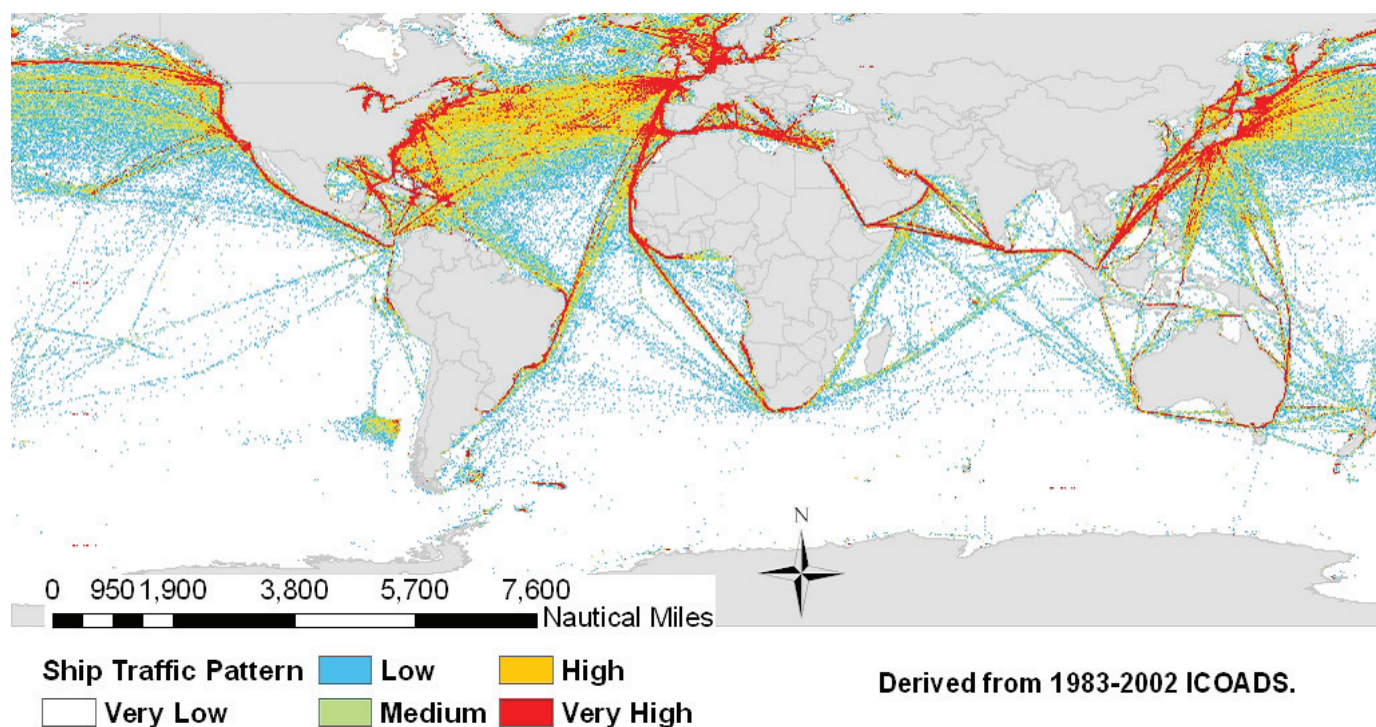 N
0 950 1,900 3,800 5,700 7,600
Nautical Miles
Ship Traffic Pattern Low High
Very Low Medium Very High
Derived from 1983-2002 ICOADS.